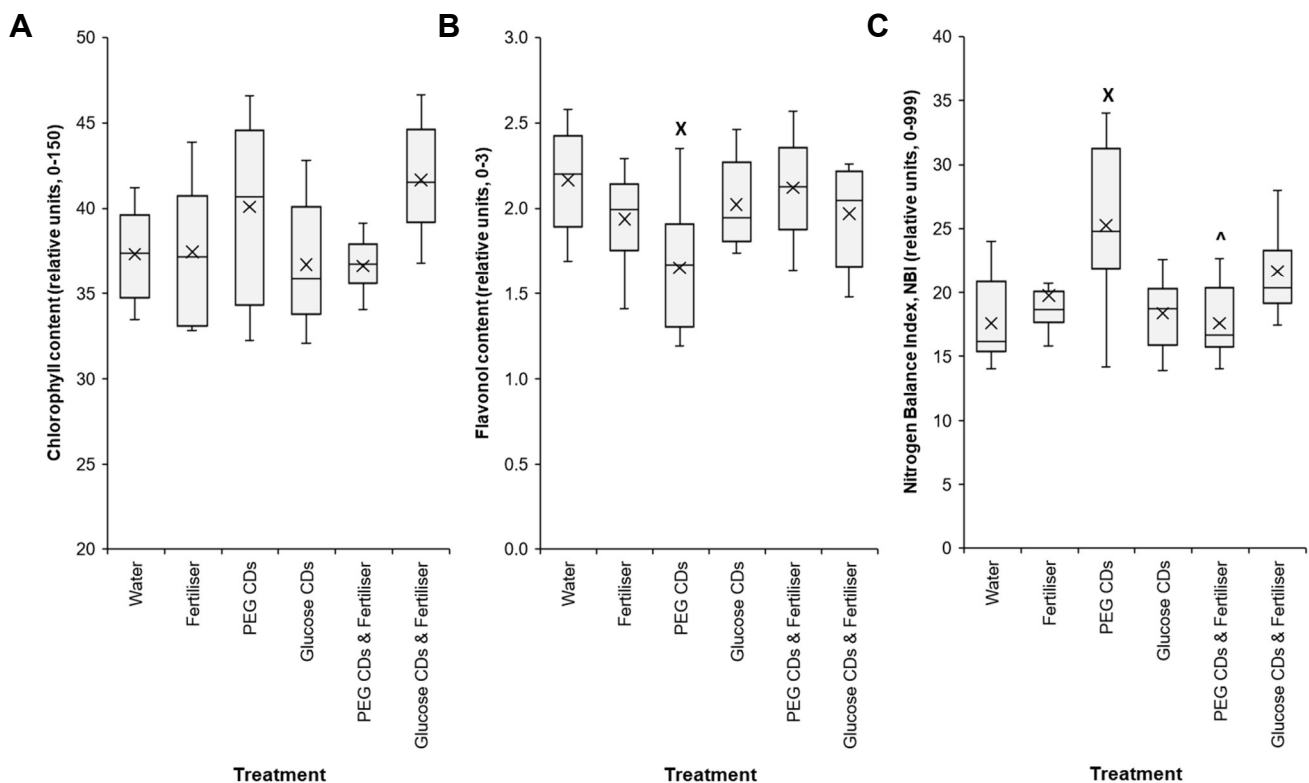 A
Chlorophyll content (relative units, 0-150)
50
45
40
35
30
25
20
Water
Fertiliser
PEG CDs
Glucose CDs
PEG CDs & Fertiliser
Glucose CDs & Fertiliser
Treatment
B
Flavonol content (relative units, 0-3)
3.0
2.5
2.0
1.5
1.0
0.5
0.0
X
Water
Fertiliser
PEG CDs
Glucose CDs
PEG CDs & Fertiliser
Glucose CDs & Fertiliser
Treatment
C
Nitrogen Balance Index, NBI (relative units, 0-999)
40
35
30
25
20
15
10
5
0
X
^
Water
Fertiliser
PEG CDs
Glucose CDs
PEG CDs & Fertiliser
Glucose CDs & Fertiliser
Treatment